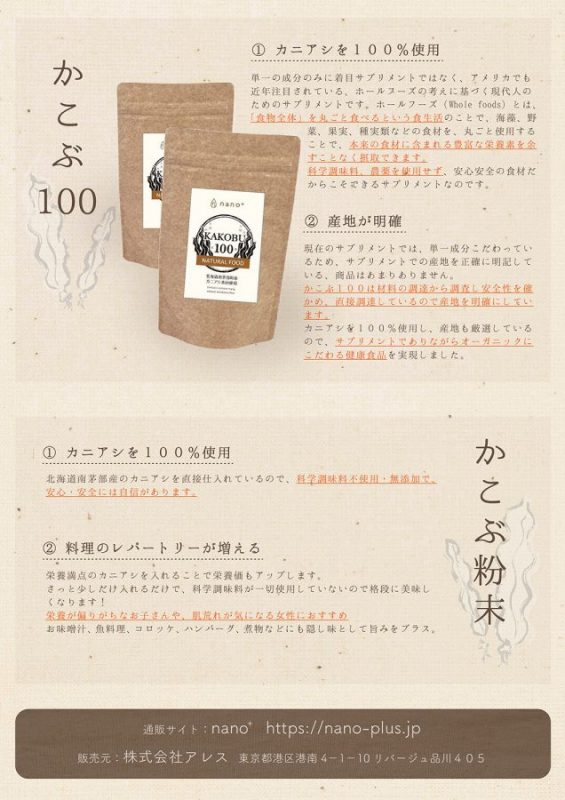 かこぶ100
① カニアシを１００％使用
単一の成分のみに着目サプリメントではなく、アメリカでも
近年注目されている、ホールフーズの考えに基づく現代人の
ためのサプリメントです。ホールフーズ（Whole foods）とは、
「食物全体」を丸ごと食べるという食生活のことで、海藻、野
菜、果実、種実類などの食材を、丸ごと使用する
ことで、本来の食材に含まれる豊富な栄養素を余
すことなく摂取できます。
科学調味料、農薬を使用せず、安心安全の食材だ
からこそできるサプリメントなのです。
nano+
KAKOBU
100
NATURAL FOOD
② 産地が明確
現在のサプリメントでは、単一成分こだわってい
るため、サプリメントでの産地を正確に明記して
いる、商品はあまりありません。
かこぶ１００は材料の調達から調査し安全性を確
かめ、直接調達しているので産地を明確にしてい
ます。
カニアシを１００％使用し、産地も厳選している
ので、サプリメントでありながらオーガニックに
こだわる健康食品を実現しました。
かこぶ粉末
① カニアシを１００％使用
北海道南茅部産のカニアシを直接仕入れているので、科学調味料不使用・無添加で、
安心・安全には自信があります。
② 料理のレパートリーが増える
栄養満点のカニアシを入れることで栄養価もアップします。
さっと少しだけ入れるだけで、科学調味料が一切使用していないので格段に美味し
くなります！
栄養が偏りがちなお子さんや、肌荒れが気になる女性におすすめ
お味噌汁、魚料理、コロッケ、ハンバーグ、煮物などにも隠し味として旨みをプラス。
通販サイト：nano+ https://nano-plus.jp
販売元：株式会社アレス 東京都港区港南４−１−１０リバージュ品川４０５